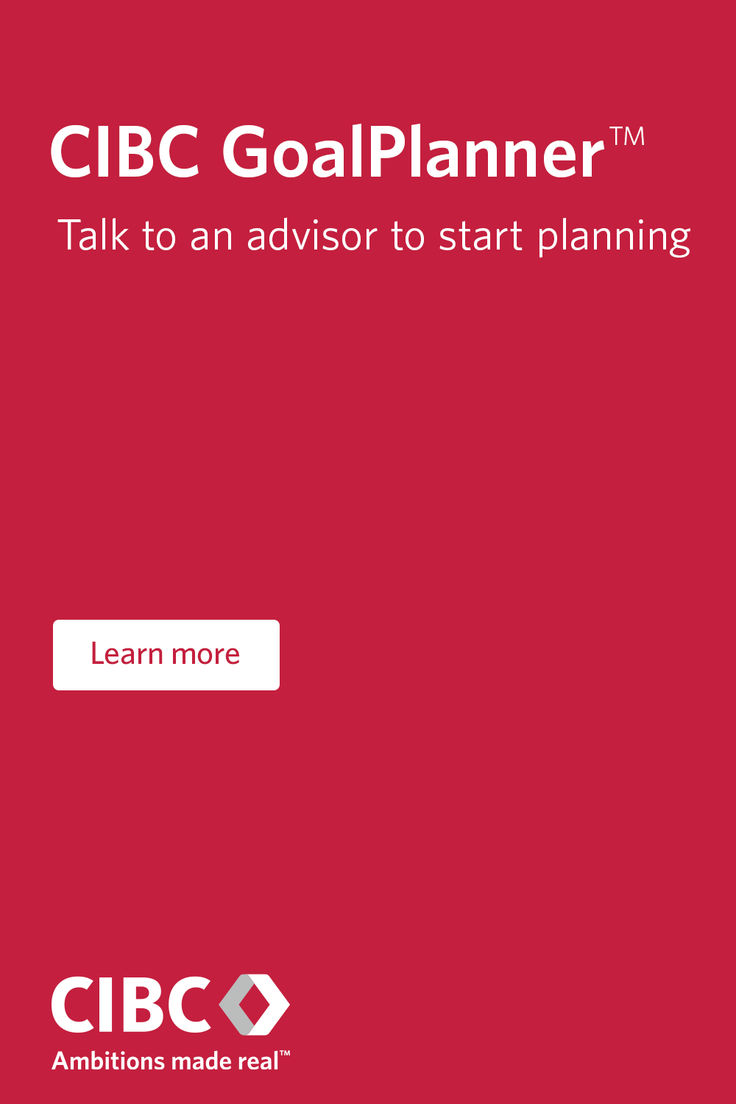 CIBC GoalPlanner™
Talk to an advisor to start planning
Learn more
CIBC
Ambitions made real™